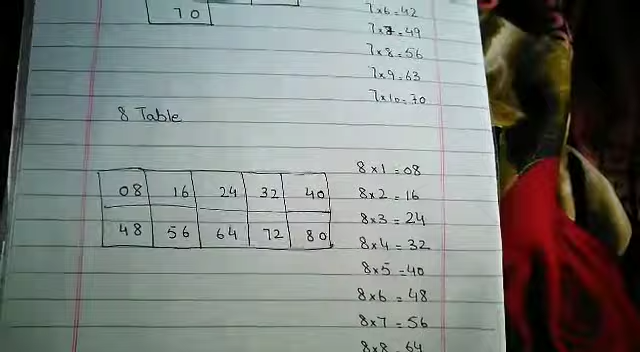 70
7x6=42
7x7=49
7x8=56
7x9=63
7x10=70
8 Table
08 16 24 32 40
48 56 64 72 80
8x1=08
8x2=16
8x3=24
8x4=32
8x5=40
8x6=48
8x7=56
8x8=64